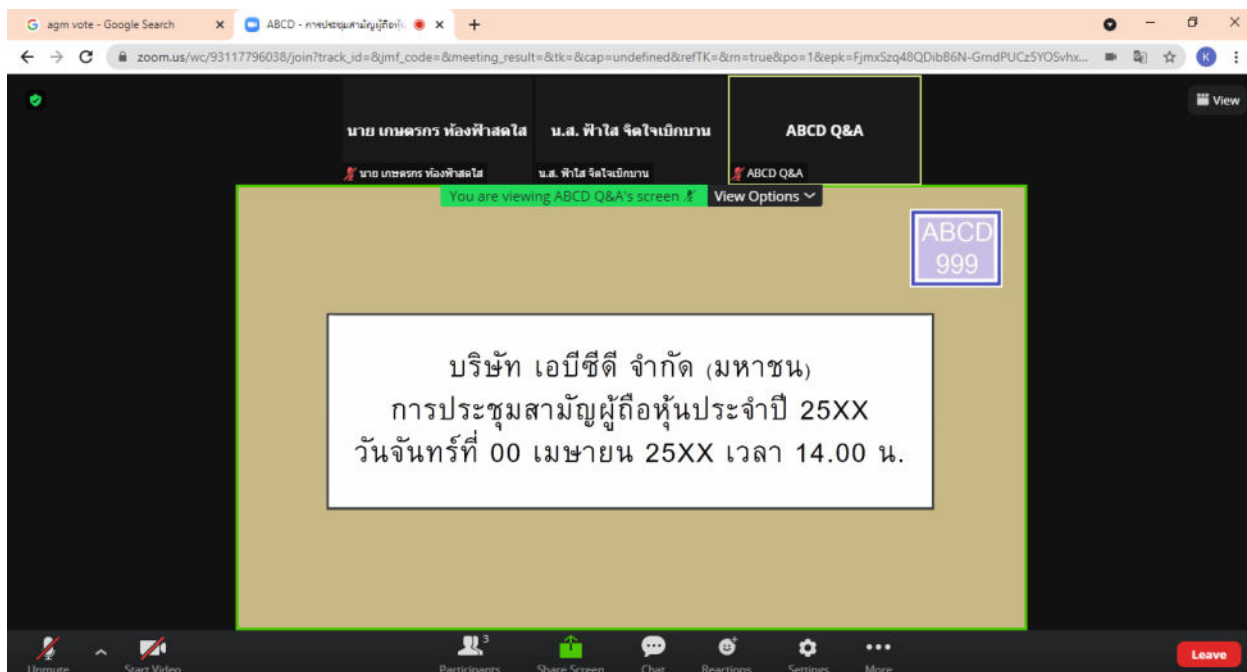 agm vote - Google Search
ABCD - การประชุมสามัญผู้ถือหุ้น
zoom.us/wc/93117796038/join?track_id=&jmf_code=&meeting_result=&tk=&cap=undefined&refTK=&rn=true&po=1&epk=FjmxSzq48QDibB6N-GrndPUCz5YOSvhx...
K
View
นาย เกษตรกร ท้องฟ้าสดใส
น.ส. ฟ้าใส จิตใจเบิกบาน
ABCD Q&A
นาย เกษตรกร ท้องฟ้าสดใส
น.ส. ฟ้าใส จิตใจเบิกบาน
ABCD Q&A
You are viewing ABCD Q&A's screen
View Options
ABCD
999
บริษัท เอบีซีดี จำกัด (มหาชน)
การประชุมสามัญผู้ถือหุ้นประจำปี 25XX
วันจันทร์ที่ 00 เมษายน 25XX เวลา 14.00 น.
Unmute
Start Video
3
Participants
Share Screen
Chat
Reactions
Settings
More
Leave